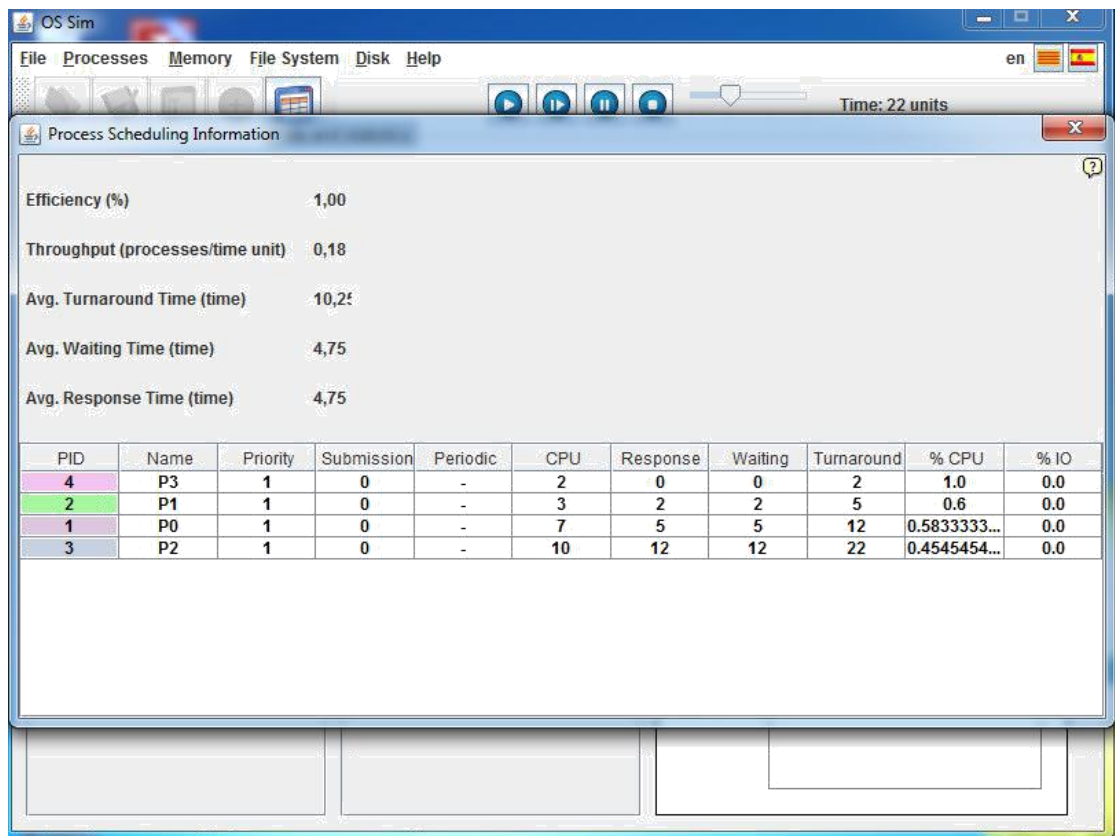 OS Sim
File Processes Memory File System Disk Help en
Time: 22 units
Process Scheduling Information
Efficiency (%) 1,00
Throughput (processes/time unit) 0,18
Avg. Turnaround Time (time) 10,25
Avg. Waiting Time (time) 4,75
Avg. Response Time (time) 4,75
PID Name Priority Submission Periodic CPU Response Waiting Turnaround % CPU % IO
4 P3 1 0 - 2 0 0 2 1.0 0.0
2 P1 1 0 - 3 2 2 5 0.6 0.0
1 P0 1 0 - 7 5 5 12 0.5833333... 0.0
3 P2 1 0 - 10 12 12 22 0.4545454... 0.0